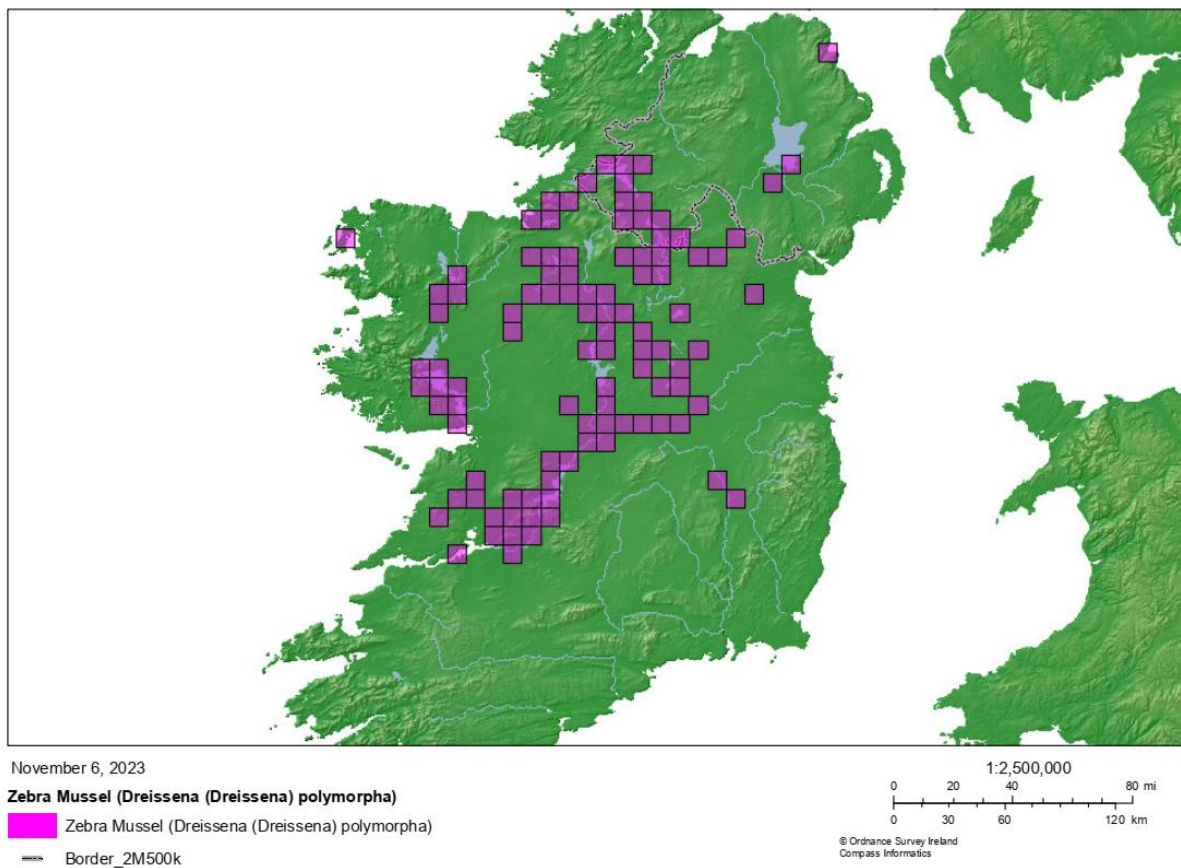 November 6, 2023
Zebra Mussel (Dreissena (Dreissena) polymorpha)
Zebra Mussel (Dreissena (Dreissena) polymorpha)
Border_2M500k
1:2,500,000
0 20 40 80 mi
0 30 60 120 km
© Ordnance Survey Ireland
Compass Informatics